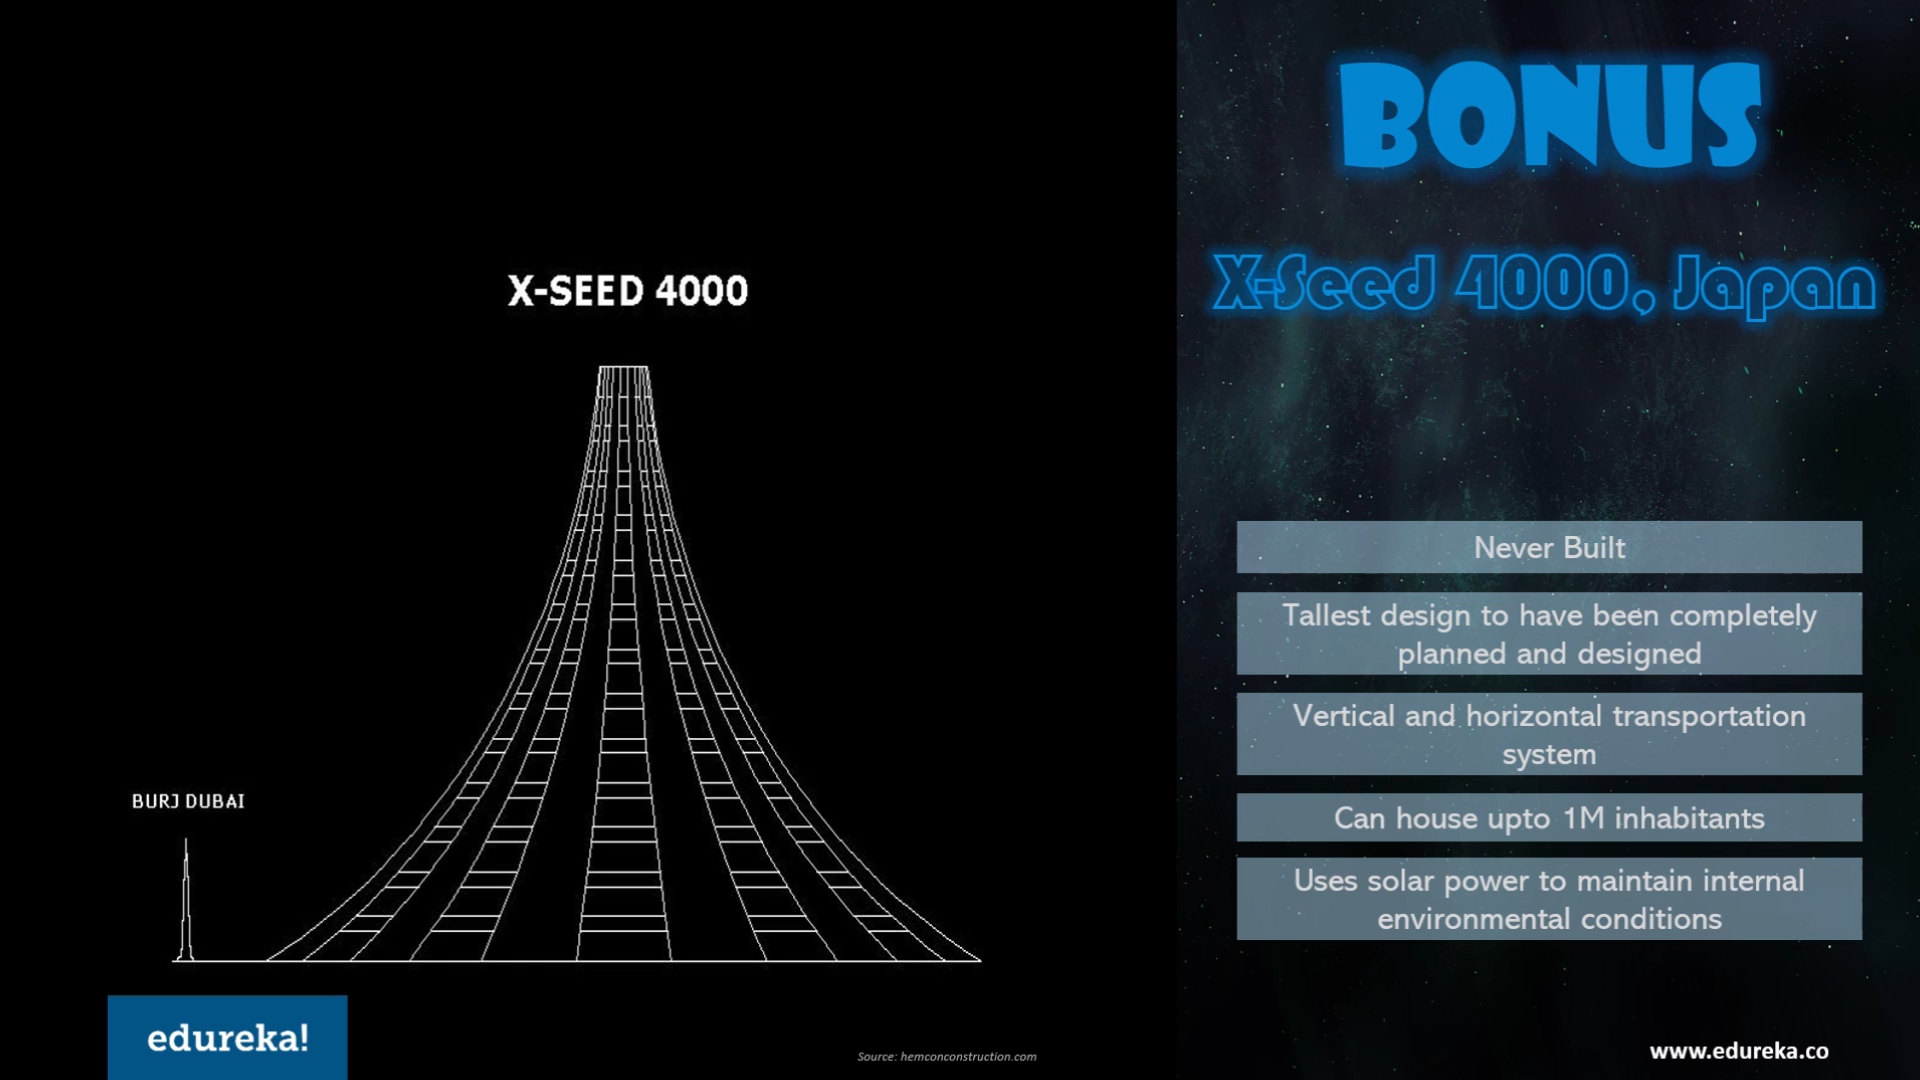 X-SEED 4000
BURJ DUBAI
edureka!
Source: hemconconstruction.com
BONUS
X-Seed 4000, Japan
Never Built
Tallest design to have been completely
planned and designed
Vertical and horizontal transportation
system
Can house upto 1M inhabitants
Uses solar power to maintain internal
environmental conditions
www.edureka.co